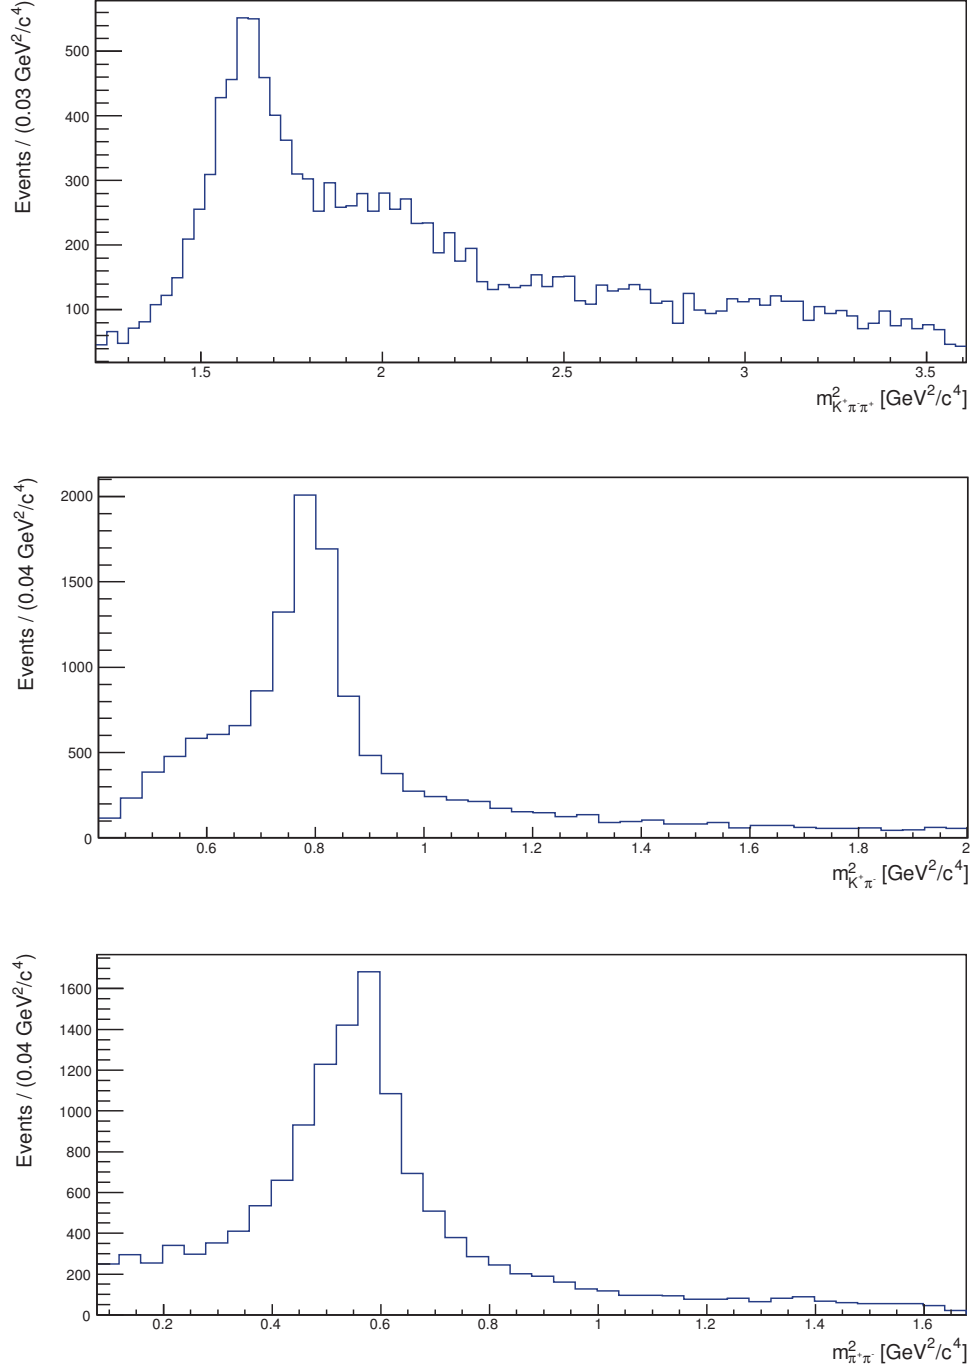 Events / (0.03 GeV²/c⁴)
500
400
300
200
100
1.5 2 2.5 3 3.5
m²K⁺π⁻π⁺ [GeV²/c⁴]
Events / (0.04 GeV²/c⁴)
2000
1500
1000
500
0
0.6 0.8 1 1.2 1.4 1.6 1.8 2
m²K⁺π⁻ [GeV²/c⁴]
Events / (0.04 GeV²/c⁴)
1600
1400
1200
1000
800
600
400
200
0
0.2 0.4 0.6 0.8 1 1.2 1.4 1.6
m²π⁺π⁻ [GeV²/c⁴]